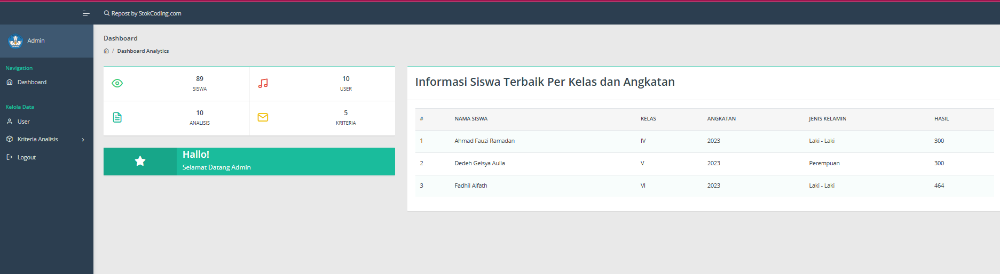 Repost by StokCoding.com
Admin
Navigation
Dashboard
Kelola Data
User
Kriteria Analisis
Logout
Dashboard
/ Dashboard Analytics
89
SISWA
10
USER
10
ANALISIS
5
KRITERIA
Hallo!
Selamat Datang Admin
Informasi Siswa Terbaik Per Kelas dan Angkatan
# NAMA SISWA KELAS ANGKATAN JENIS KELAMIN HASIL
1 Ahmad Fauzi Ramadan IV 2023 Laki - Laki 300
2 Dedeh Geisya Aulia V 2023 Perempuan 300
3 Fadhil Alfath VI 2023 Laki - Laki 464